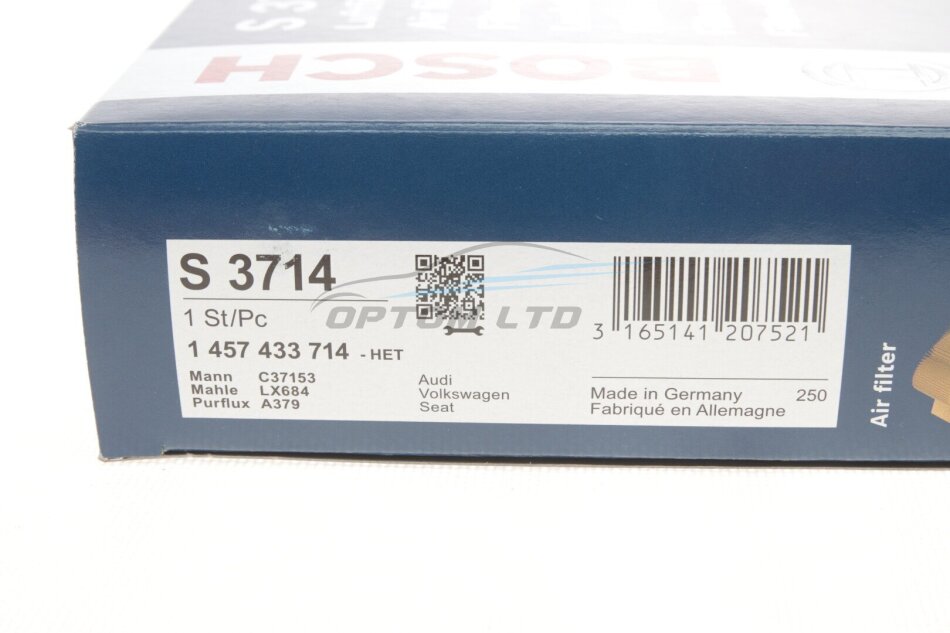 S 3
BOSCH
S 3714
1 St/Pc
1 457 433 714 - HET
Mann C37153
Mahle LX684
Purflux A379
Audi
Volkswagen
Seat
3 165141 207521
Made in Germany 250
Fabriqué en Allemagne
Air filter
OPTOM LTD